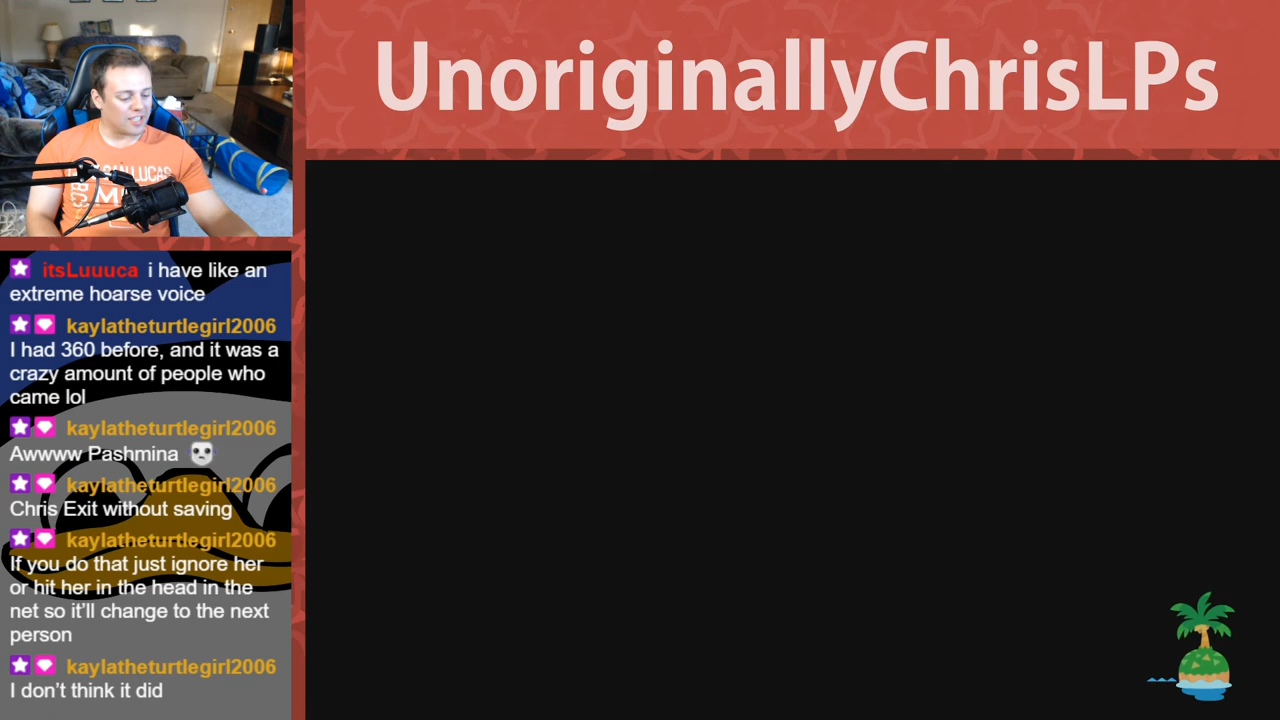 UnoriginallyChrisLPs
SAN LUCAS
itsLuuuca i have like an
extreme hoarse voice
kaylatheturtlegirl2006
I had 360 before, and it was a
crazy amount of people who
came lol
kaylatheturtlegirl2006
Awwww Pashmina
kaylatheturtlegirl2006
Chris Exit without saving
kaylatheturtlegirl2006
If you do that just ignore her
or hit her in the head in the
net so it'll change to the next
person
kaylatheturtlegirl2006
I don't think it did